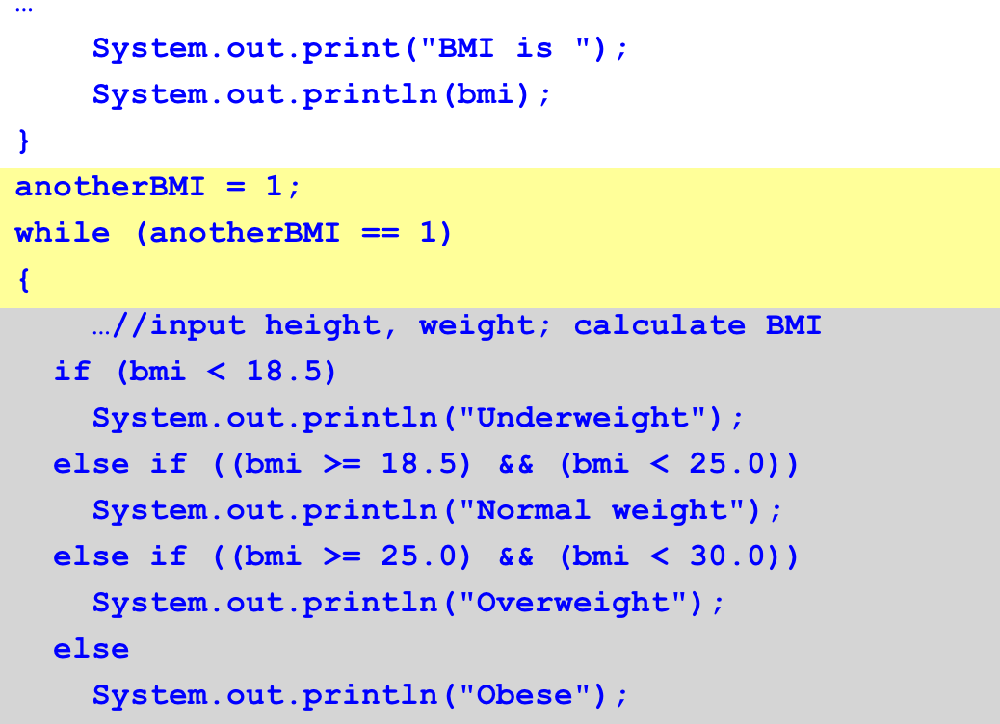 …
    System.out.print("BMI is ");
    System.out.println(bmi);
}
anotherBMI = 1;
while (anotherBMI == 1)
{
    …//input height, weight; calculate BMI
  if (bmi < 18.5)
    System.out.println("Underweight");
  else if ((bmi >= 18.5) && (bmi < 25.0))
    System.out.println("Normal weight");
  else if ((bmi >= 25.0) && (bmi < 30.0))
    System.out.println("Overweight");
  else
    System.out.println("Obese");